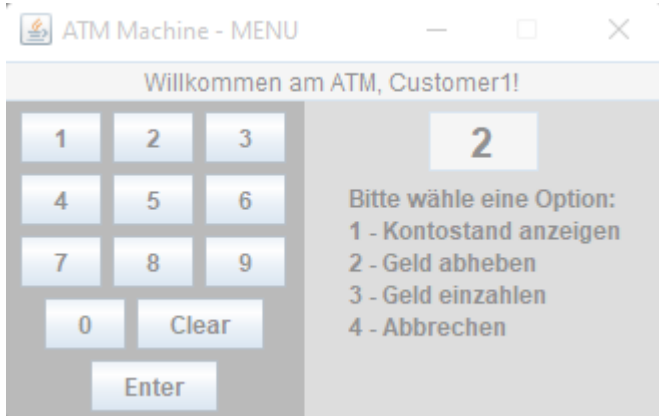 ATM Machine - MENU
Willkommen am ATM, Customer1!
1 2 3
4 5 6
7 8 9
0 Clear
Enter
2
Bitte wähle eine Option:
1 - Kontostand anzeigen
2 - Geld abheben
3 - Geld einzahlen
4 - Abbrechen